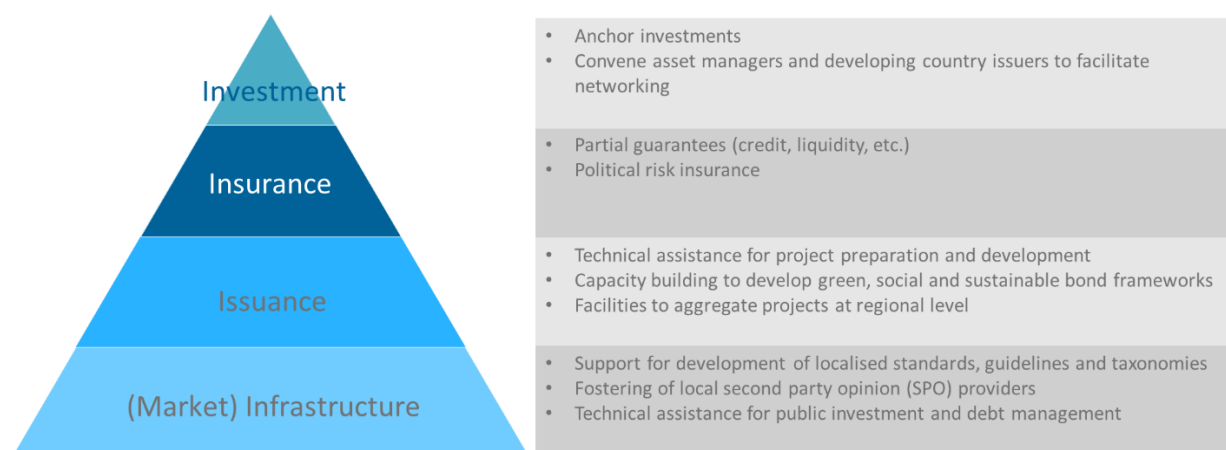 Investment
• Anchor investments
• Convene asset managers and developing country issuers to facilitate
networking
Insurance
• Partial guarantees (credit, liquidity, etc.)
• Political risk insurance
Issuance
• Technical assistance for project preparation and development
• Capacity building to develop green, social and sustainable bond frameworks
• Facilities to aggregate projects at regional level
(Market) Infrastructure
• Support for development of localised standards, guidelines and taxonomies
• Fostering of local second party opinion (SPO) providers
• Technical assistance for public investment and debt management